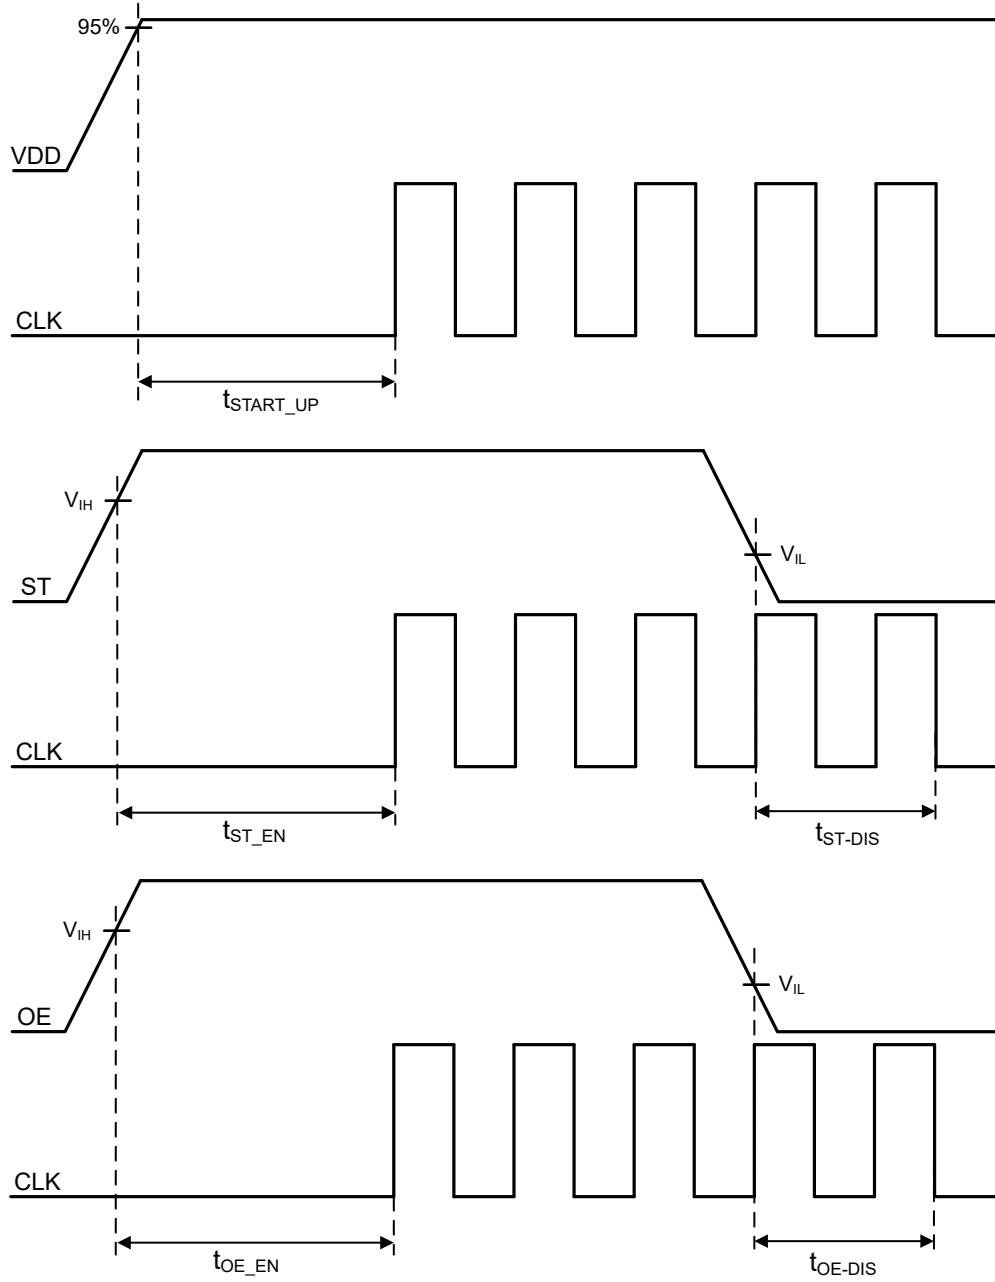 95%
VDD
CLK
tSTART_UP
VIH
ST
VIL
CLK
tST_EN
tST-DIS
VIH
OE
VIL
CLK
tOE_EN
tOE-DIS